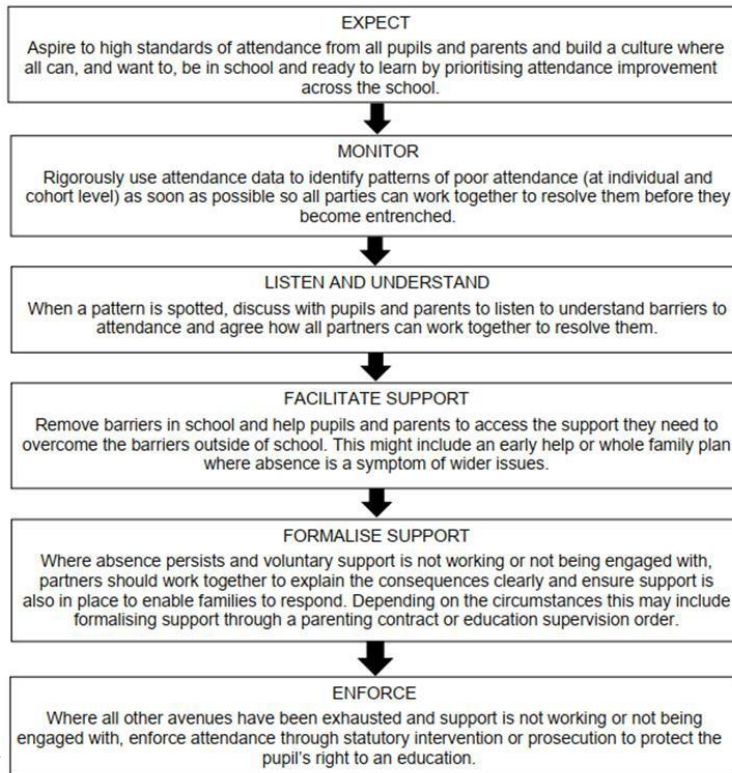 EXPECT
Aspire to high standards of attendance from all pupils and parents and build a culture where
all can, and want to, be in school and ready to learn by prioritising attendance improvement
across the school.
MONITOR
Rigorously use attendance data to identify patterns of poor attendance (at individual and
cohort level) as soon as possible so all parties can work together to resolve them before they
become entrenched.
LISTEN AND UNDERSTAND
When a pattern is spotted, discuss with pupils and parents to listen to understand barriers to
attendance and agree how all partners can work together to resolve them.
FACILITATE SUPPORT
Remove barriers in school and help pupils and parents to access the support they need to
overcome the barriers outside of school. This might include an early help or whole family plan
where absence is a symptom of wider issues.
FORMALISE SUPPORT
Where absence persists and voluntary support is not working or not being engaged with,
partners should work together to explain the consequences clearly and ensure support is
also in place to enable families to respond. Depending on the circumstances this may include
formalising support through a parenting contract or education supervision order.
ENFORCE
Where all other avenues have been exhausted and support is not working or not being
engaged with, enforce attendance through statutory intervention or prosecution to protect the
pupil's right to an education.